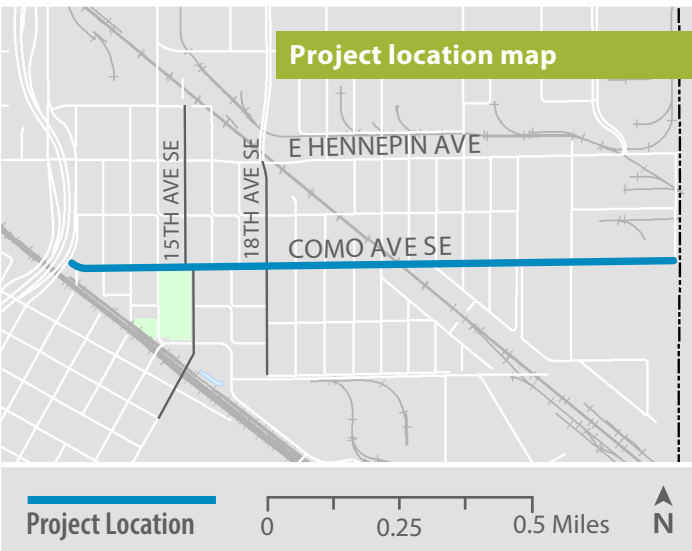 Project location map
E HENNEPIN AVE
15TH AVE SE
18TH AVE SE
COMO AVE SE
Project Location
0 0.25 0.5 Miles
N